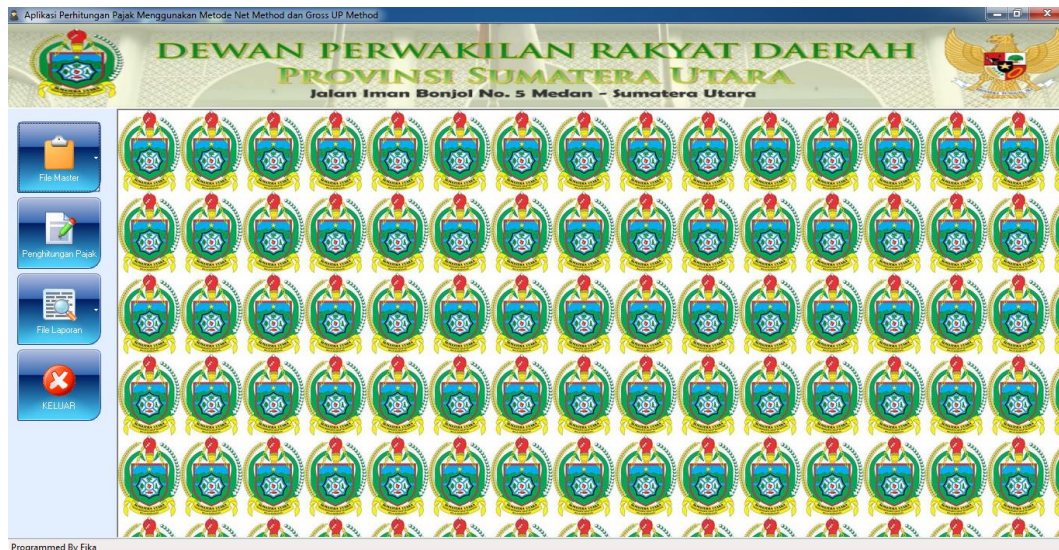 Aplikasi Perhitungan Pajak Menggunakan Metode Net Method dan Gross UP Method
DEWAN PERWAKILAN RAKYAT DAERAH
PROVINSI SUMATERA UTARA
Jalan Iman Bonjol No. 5 Medan - Sumatera Utara
File Master
Penghitungan Pajak
File Laporan
KELUAR
Programmed By Fika